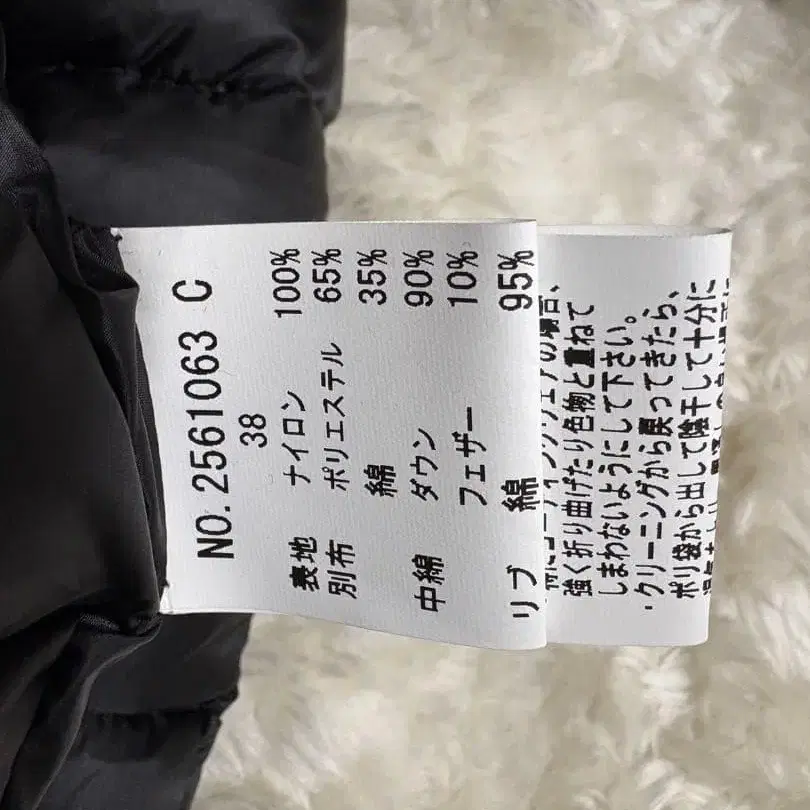 NO. 2561063 C
38
表地 ナイロン 100%
別布 ポリエステル 65%
綿 35%
中綿 ダウン 90%
フェザー 10%
リブ 綿 95%
強く折り曲げたり色物と重ねて
しまわないようにして下さい。
・クリーニングから戻ってきたら、
ポリ袋から出して陰干して十分に